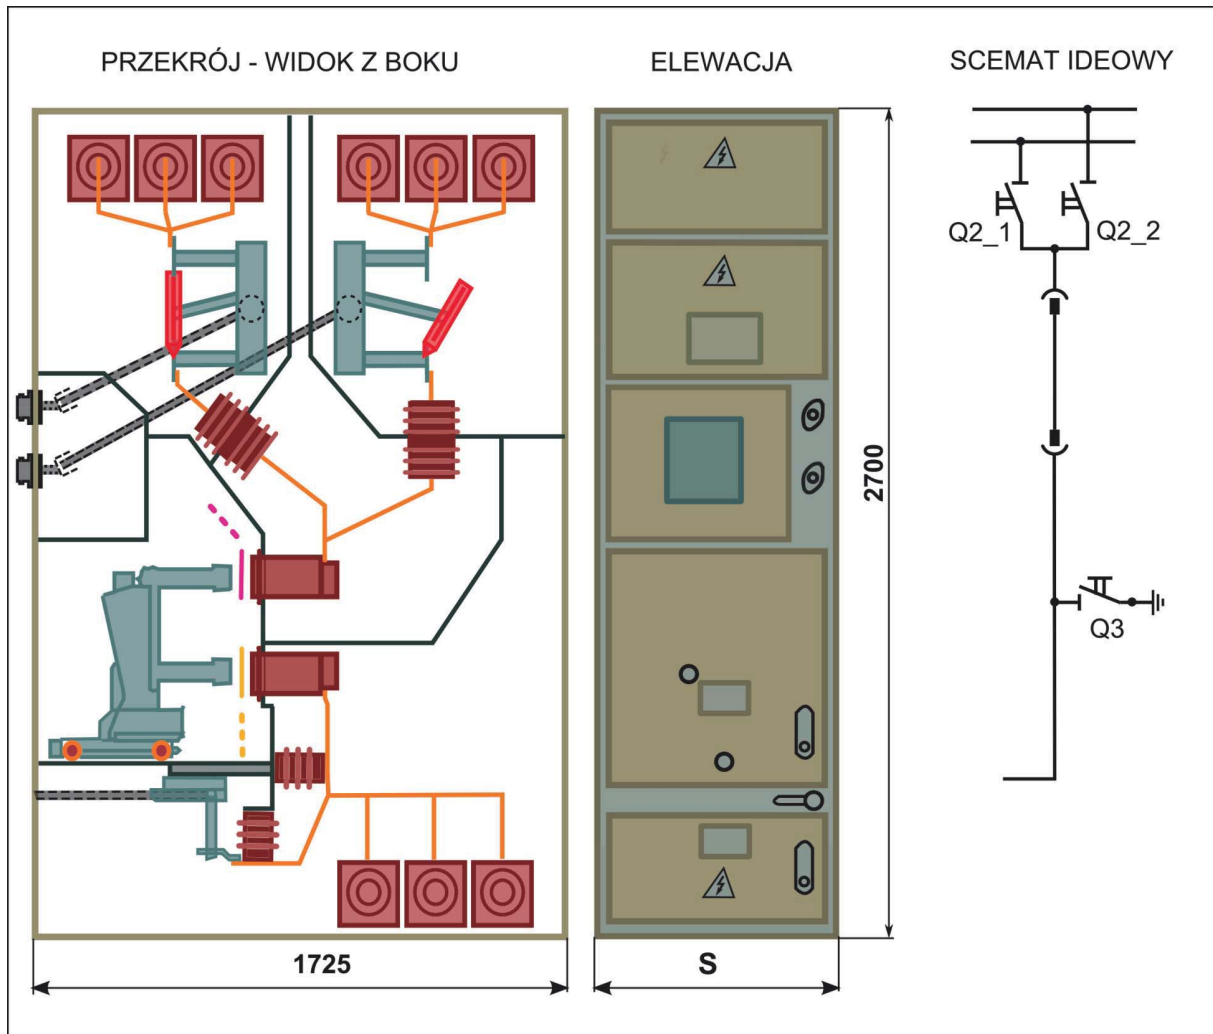 PRZEKRÓJ - WIDOK Z BOKU
ELEWACJA
SCEMAT IDEOWY
Q2_1
Q2_2
2700
Q3
1725
S